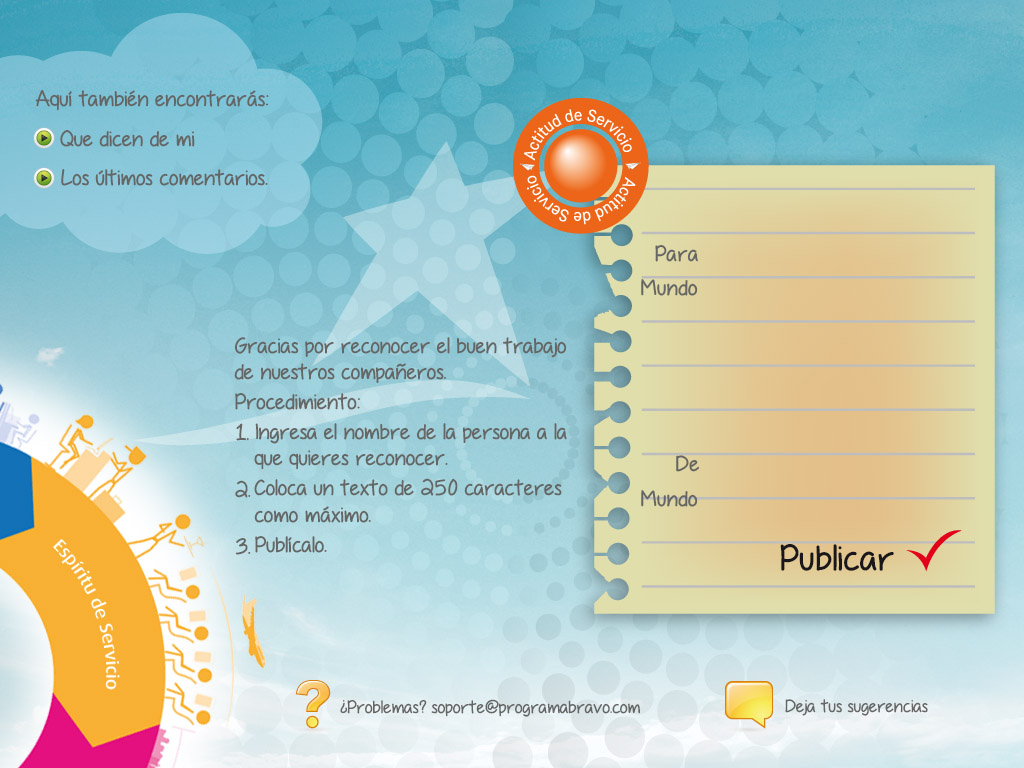 Aquí también encontrarás:
Que dicen de mi
Los últimos comentarios.
Actitud de Servicio
Actitud de Servicio
Para
Mundo
Gracias por reconocer el buen trabajo
de nuestros compañeros.
Procedimiento:
1. Ingresa el nombre de la persona a la
que quieres reconocer.
2. Coloca un texto de 250 caracteres
como máximo.
3. Publícalo.
De
Mundo
Publicar
Espíritu de Servicio
¿Problemas? soporte@programabravo.com
Deja tus sugerencias